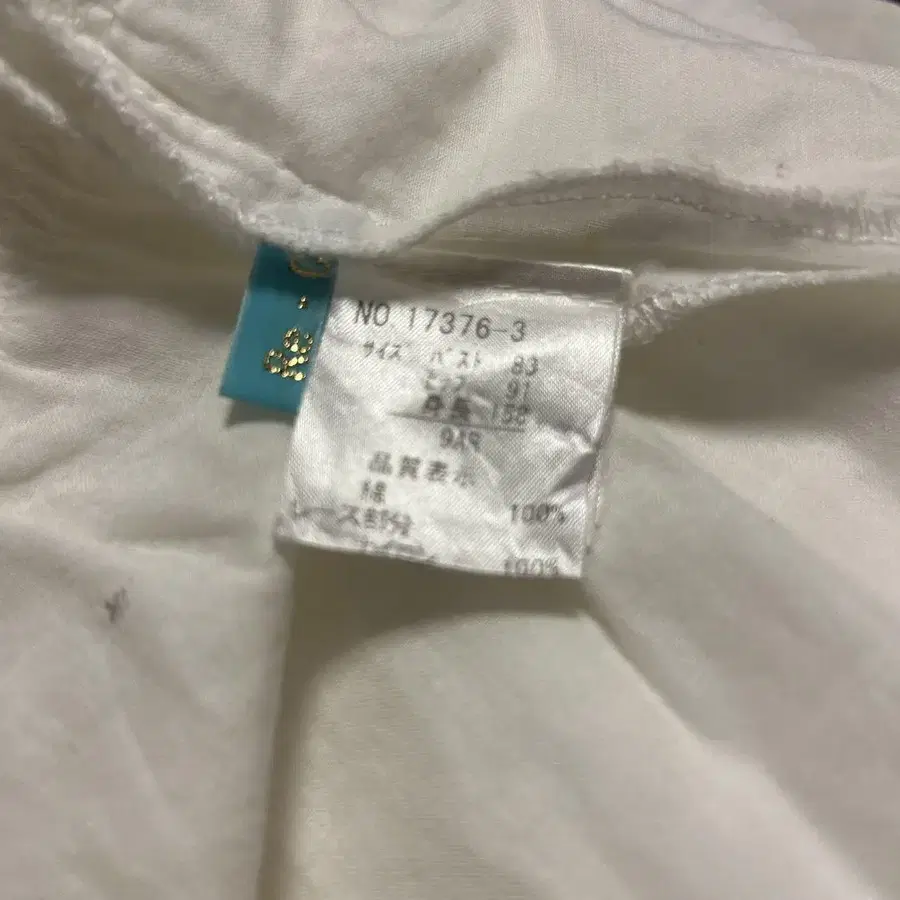 NO.17376-3
サイズ バスト 83
ヒップ 91
身長 158
9AR
品質表示
綿 100%
レース部分
100%